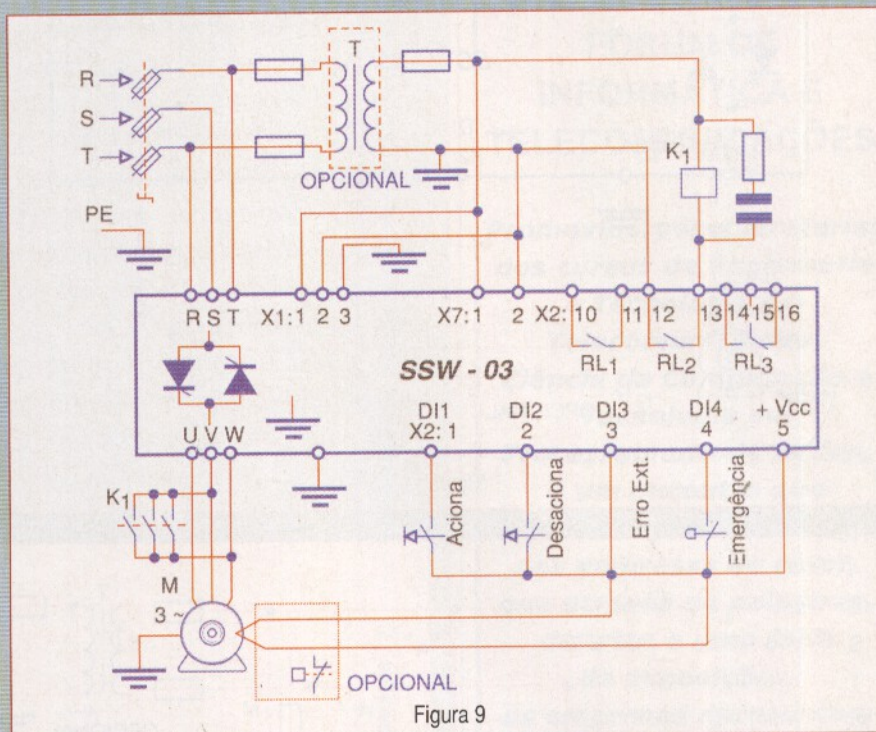 T
R
S
T
PE
OPCIONAL
K1
R S T X1: 1 2 3 X7: 1 2 X2: 10 11 12 13 14 15 16
RL1 RL2 RL3
SSW - 03
DI1 DI2 DI3 DI4 + Vcc
U V W X2: 1 2 3 4 5
K1
Aciona
Desaciona
Erro Ext.
Emergência
M
3 ~
OPCIONAL
Figura 9